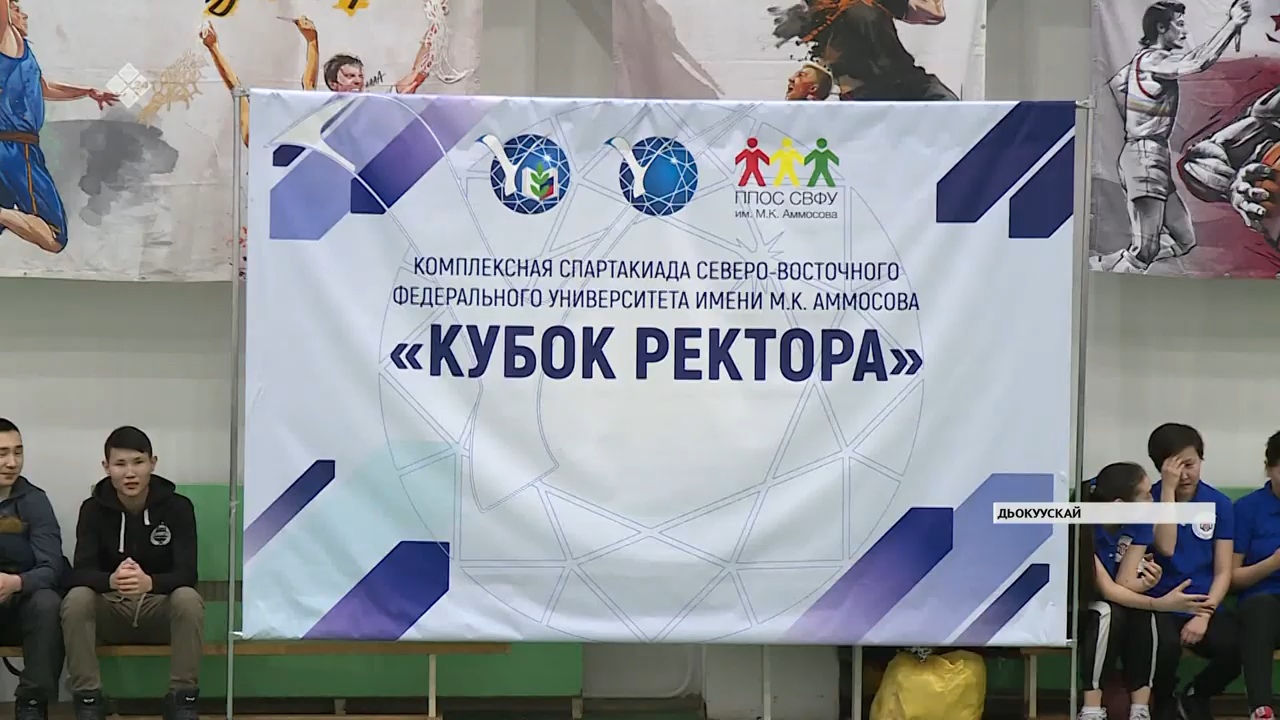 ППОС СВФУ
им. М.К. Аммосова
КОМПЛЕКСНАЯ СПАРТАКИАДА СЕВЕРО-ВОСТОЧНОГО
ФЕДЕРАЛЬНОГО УНИВЕРСИТЕТА ИМЕНИ М.К. АММОСОВА
«КУБОК РЕКТОРА»
ДЬОКУУСКАЙ